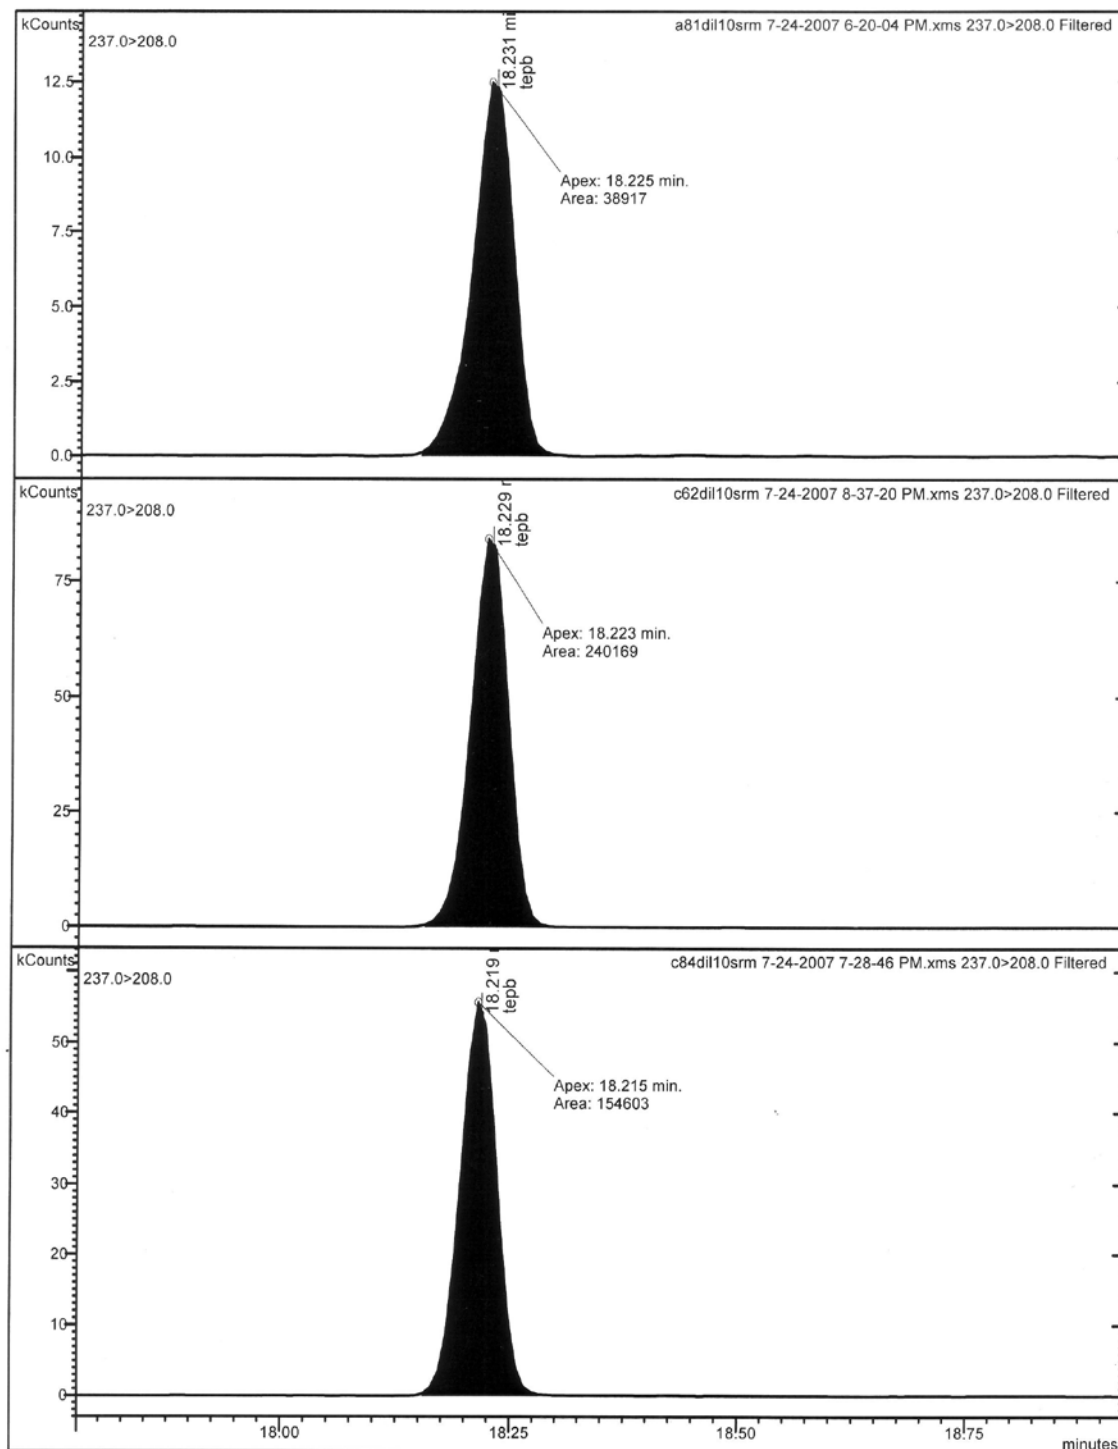 kCounts
237.0>208.0
a81dil10srm 7-24-2007 6-20-04 PM.xms 237.0>208.0 Filtered
18.231 mi
tepb
12.5
Apex: 18.225 min.
Area: 38917
10.0
7.5
5.0
2.5
0.0
kCounts
237.0>208.0
c62dil10srm 7-24-2007 8-37-20 PM.xms 237.0>208.0 Filtered
18.229
tepb
75
Apex: 18.223 min.
Area: 240169
50
25
0
kCounts
237.0>208.0
c84dil10srm 7-24-2007 7-28-46 PM.xms 237.0>208.0 Filtered
18.219
tepb
50
Apex: 18.215 min.
Area: 154603
40
30
20
10
0
18.00 18.25 18.50 18.75
minutes